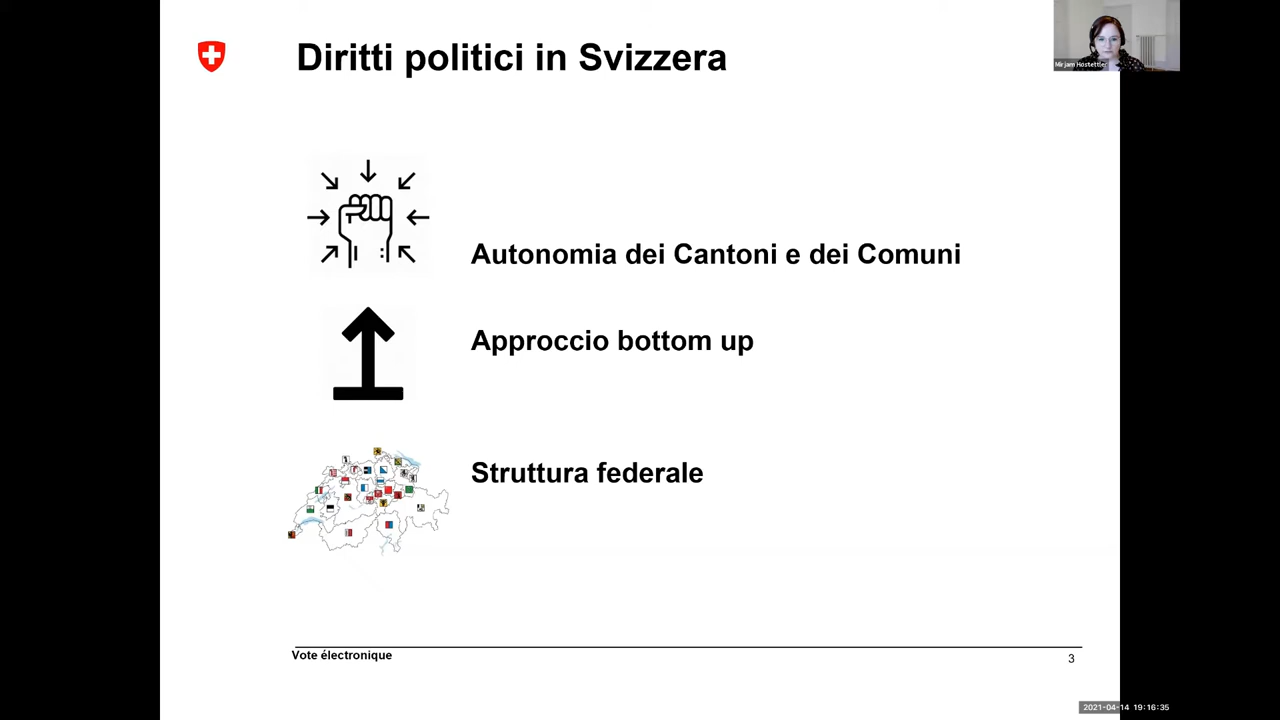 Diritti politici in Svizzera
Mirjam Hostettler
Autonomia dei Cantoni e dei Comuni
Approccio bottom up
Struttura federale
Vote électronique
3
2021-04-14 19:16:35